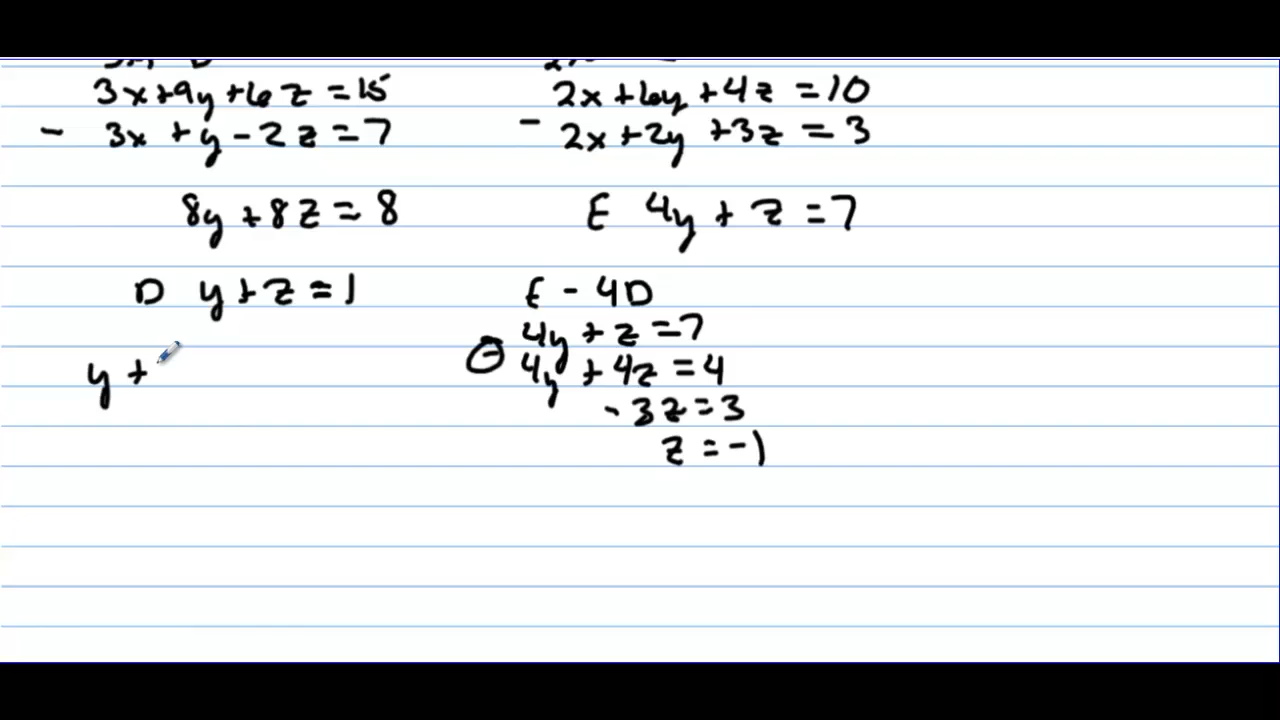 3x+9y+6z=15
- 3x+y-2z=7
8y+8z=8
D y+z=1
y+
2x+6y+4z=10
- 2x+2y+3z=3
E 4y+z=7
E-4D
4y+z=7
⊖ 4y+4z=4
-3z=3
z=-1